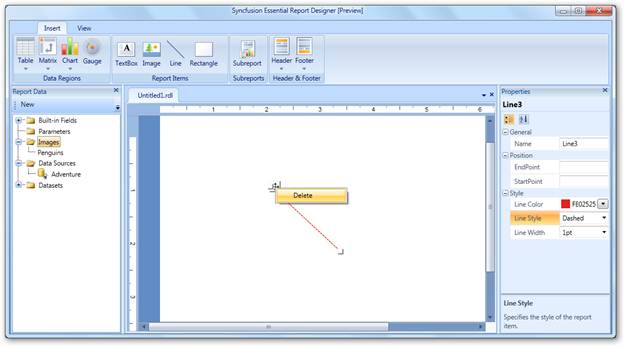 Syncfusion Essential Report Designer [Preview]
Insert View
Table Matrix Chart Gauge
Data Regions
TextBox Image Line Rectangle
Report Items
Subreport
Subreports
Header Footer
Header & Footer
Report Data
New
Built-in Fields
Parameters
Images
Penguins
Data Sources
Adventure
Datasets
Untitled1.rdl
1 2 3 4 5 6
1
2
3
Delete
Properties
Line3
General
Name Line3
Position
EndPoint
StartPoint
Style
Line Color FE02525
Line Style Dashed
Line Width 1pt
Line Style
Specifies the style of the report
item.